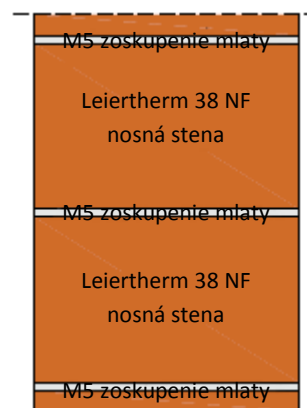 M5 zoskupenie mlaty
Leiertherm 38 NF
nosná stena
M5 zoskupenie mlaty
Leiertherm 38 NF
nosná stena
M5 zoskupenie mlaty